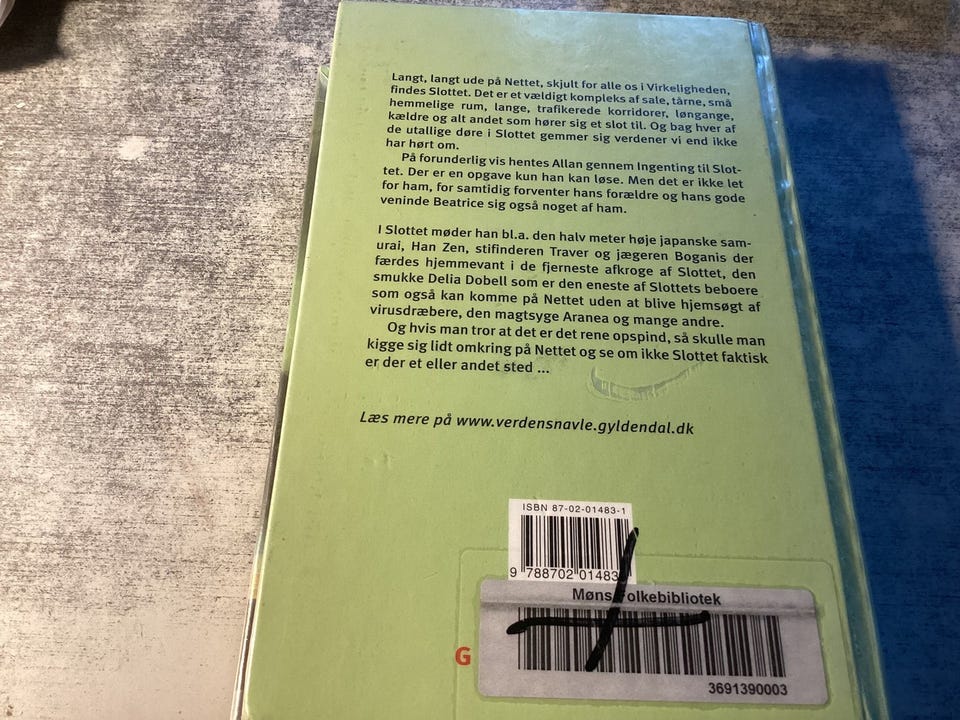 Langt, langt ude på Nettet, skjult for alle os i Virkeligheden,
findes Slottet. Det er et vældigt kompleks af sale, tårne, små
hemmelige rum, lange, trafikerede korridorer, løngange,
kældre og alt andet som hører sig et slot til. Og bag hver af
de utallige døre i Slottet gemmer sig verdener vi end ikke
har hørt om.
På forunderlig vis hentes Allan gennem Ingenting til Slot-
tet. Der er en opgave kun han kan løse. Men det er ikke let
for ham, for samtidig forventer hans forældre og hans gode
veninde Beatrice sig også noget af ham.
I Slottet møder han bl.a. den halv meter høje japanske sam-
urai, Han Zen, stifinderen Traver og jægeren Boganis der
færdes hjemmevant i de fjerneste afkroge af Slottet, den
smukke Delia Dobell som er den eneste af Slottets beboere
som også kan komme på Nettet uden at blive hjemsøgt af
virusdræbere, den magtsyge Aranea og mange andre.
Og hvis man tror at det er det rene opspind, så skulle man
kigge sig lidt omkring på Nettet og se om ikke Slottet faktisk
er der et eller andet sted ...
Læs mere på www.verdensnavle.gyldendal.dk
ISBN 87-02-01483-1
9 788702 01483
Møns Folkebibliotek
G
3691390003